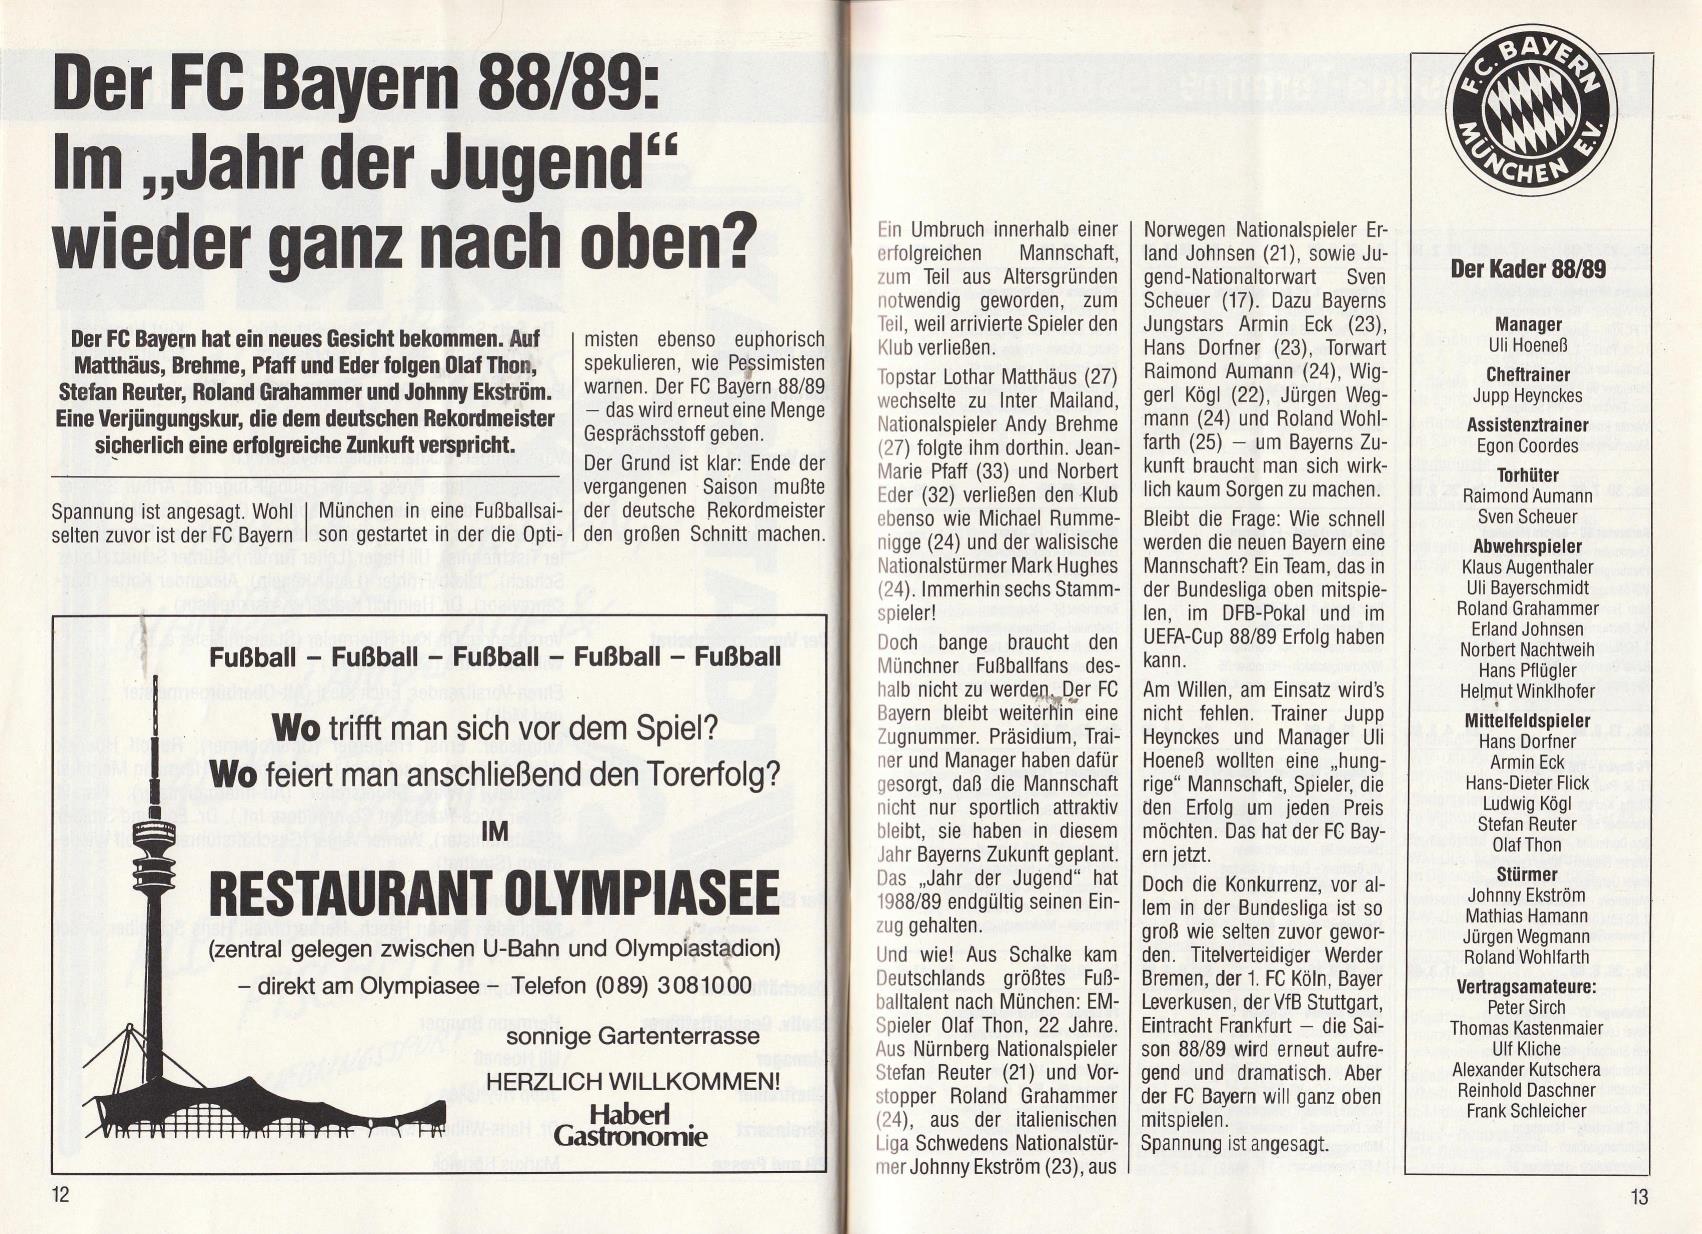 Der FC Bayern 88/89:
Im „Jahr der Jugend“
wieder ganz nach oben?
Der FC Bayern hat ein neues Gesicht bekommen. Auf
Matthäus, Brehme, Pfaff und Eder folgen Olaf Thon,
Stefan Reuter, Roland Grahammer und Johnny Ekström.
Eine Verjüngungskur, die dem deutschen Rekordmeister
sicherlich eine erfolgreiche Zunkuft verspricht.
Spannung ist angesagt. Wohl
selten zuvor ist der FC Bayern
München in eine Fußballsai-
son gestartet in der die Opti-
misten ebenso euphorisch
spekulieren, wie Pessimisten
warnen. Der FC Bayern 88/89
– das wird erneut eine Menge
Gesprächsstoff geben.
Der Grund ist klar: Ende der
vergangenen Saison mußte
der deutsche Rekordmeister
den großen Schnitt machen.
Fußball – Fußball – Fußball – Fußball – Fußball
Wo trifft man sich vor dem Spiel?
Wo feiert man anschließend den Torerfolg?
IM
RESTAURANT OLYMPIASEE
(zentral gelegen zwischen U-Bahn und Olympiastadion)
– direkt am Olympiasee – Telefon (0 89) 3 08 10 00
sonnige Gartenterrasse
HERZLICH WILLKOMMEN!
Haberl
Gastronomie
12
Ein Umbruch innerhalb einer
erfolgreichen Mannschaft,
zum Teil aus Altersgründen
notwendig geworden, zum
Teil, weil arrivierte Spieler den
Klub verließen.
Topstar Lothar Matthäus (27)
wechselte zu Inter Mailand,
Nationalspieler Andy Brehme
(27) folgte ihm dorthin. Jean-
Marie Pfaff (33) und Norbert
Eder (32) verließen den Klub
ebenso wie Michael Rumme-
nigge (24) und der walisische
Nationalstürmer Mark Hughes
(24). Immerhin sechs Stamm-
spieler!
Doch bange braucht den
Münchner Fußballfans des-
halb nicht zu werden. Der FC
Bayern bleibt weiterhin eine
Zugnummer. Präsidium, Trai-
ner und Manager haben dafür
gesorgt, daß die Mannschaft
nicht nur sportlich attraktiv
bleibt, sie haben in diesem
Jahr Bayerns Zukunft geplant.
Das „Jahr der Jugend“ hat
1988/89 endgültig seinen Ein-
zug gehalten.
Und wie! Aus Schalke kam
Deutschlands größtes Fuß-
balltalent nach München: EM-
Spieler Olaf Thon, 22 Jahre.
Aus Nürnberg Nationalspieler
Stefan Reuter (21) und Vor-
stopper Roland Grahammer
(24), aus der italienischen
Liga Schwedens Nationalstür-
mer Johnny Ekström (23), aus
Norwegen Nationalspieler Er-
land Johnsen (21), sowie Ju-
gend-Nationaltorwart Sven
Scheuer (17). Dazu Bayerns
Jungstars Armin Eck (23),
Hans Dorfner (23), Torwart
Raimond Aumann (24), Wig-
gerl Kögl (22), Jürgen Weg-
mann (24) und Roland Wohl-
farth (25) – um Bayerns Zu-
kunft braucht man sich wirk-
lich kaum Sorgen zu machen.
Bleibt die Frage: Wie schnell
werden die neuen Bayern eine
Mannschaft? Ein Team, das in
der Bundesliga oben mitspie-
len, im DFB-Pokal und im
UEFA-Cup 88/89 Erfolg haben
kann.
Am Willen, am Einsatz wird’s
nicht fehlen. Trainer Jupp
Heynckes und Manager Uli
Hoeneß wollten eine „hung-
rige“ Mannschaft, Spieler, die
den Erfolg um jeden Preis
möchten. Das hat der FC Bay-
ern jetzt.
Doch die Konkurrenz, vor al-
lem in der Bundesliga ist so
groß wie selten zuvor gewor-
den. Titelverteidiger Werder
Bremen, der 1. FC Köln, Bayer
Leverkusen, der VfB Stuttgart,
Eintracht Frankfurt – die Sai-
son 88/89 wird erneut aufre-
gend und dramatisch. Aber
der FC Bayern will ganz oben
mitspielen.
Spannung ist angesagt.
F.C. BAYERN
MÜNCHEN E.V.
Der Kader 88/89
Manager
Uli Hoeneß
Cheftrainer
Jupp Heynckes
Assistenztrainer
Egon Coordes
Torhüter
Raimond Aumann
Sven Scheuer
Abwehrspieler
Klaus Augenthaler
Uli Bayerschmidt
Roland Grahammer
Erland Johnsen
Norbert Nachtweih
Hans Pflügler
Helmut Winklhofer
Mittelfeldspieler
Hans Dorfner
Armin Eck
Hans-Dieter Flick
Ludwig Kögl
Stefan Reuter
Olaf Thon
Stürmer
Johnny Ekström
Mathias Hamann
Jürgen Wegmann
Roland Wohlfarth
Vertragsamateure:
Peter Sirch
Thomas Kastenmaier
Ulf Kliche
Alexander Kutschera
Reinhold Daschner
Frank Schleicher
13